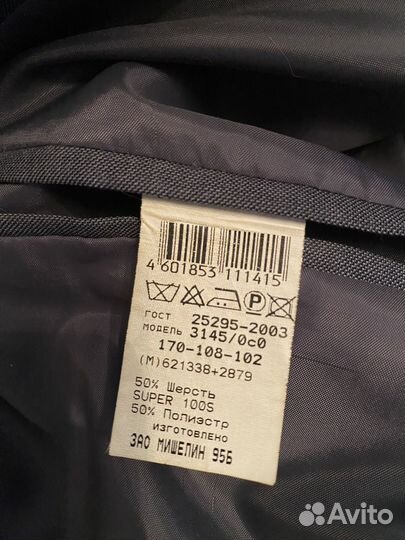 4 601853 111415
P
ГОСТ 25295-2003
МОДЕЛЬ 3145/0с0
170-108-102
(М)621338+2879
50% Шерсть
SUPER 100S
50% Полиэстр
изготовлено
ЗАО МИШЕЛИН 95Б
Avito